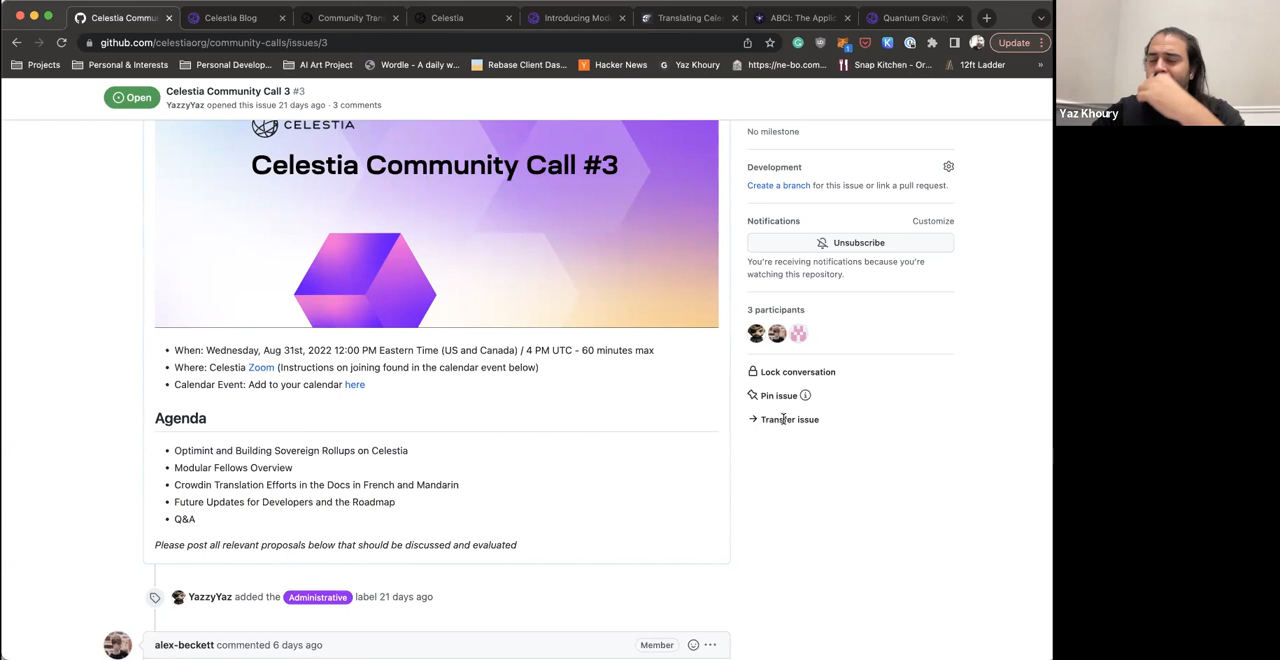 Celestia Commu
Celestia Blog
Community Tran
Celestia
Introducing Mod
Translating Cele
ABCI: The Applic
Quantum Gravit
github.com/celestiaorg/community-calls/issues/3
Update
Projects
Personal & Interests
Personal Develop...
AI Art Project
Wordle - A daily w...
Rebase Client Das...
Hacker News
Yaz Khoury
https://ne-bo.com...
Snap Kitchen - Or...
12ft Ladder
»
Open
Celestia Community Call 3 #3
YazzyYaz opened this issue 21 days ago · 3 comments
CELESTIA
Celestia Community Call #3
• When: Wednesday, Aug 31st, 2022 12:00 PM Eastern Time (US and Canada) / 4 PM UTC - 60 minutes max
• Where: Celestia Zoom (Instructions on joining found in the calendar event below)
• Calendar Event: Add to your calendar here
Agenda
• Optimint and Building Sovereign Rollups on Celestia
• Modular Fellows Overview
• Crowdin Translation Efforts in the Docs in French and Mandarin
• Future Updates for Developers and the Roadmap
• Q&A
Please post all relevant proposals below that should be discussed and evaluated
YazzyYaz added the Administrative label 21 days ago
alex-beckett commented 6 days ago
Member
No milestone
Development
Create a branch for this issue or link a pull request.
Notifications
Customize
Unsubscribe
You're receiving notifications because you're
watching this repository.
3 participants
Lock conversation
Pin issue
Transfer issue
Yaz Khoury